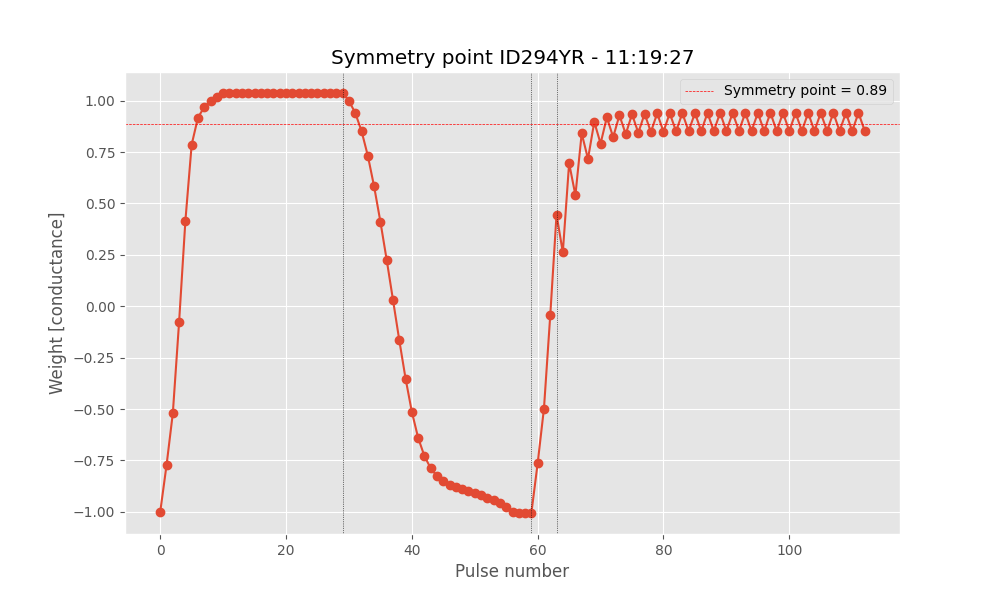 Symmetry point ID294YR - 11:19:27
Symmetry point = 0.89
Weight [conductance]
1.00
0.75
0.50
0.25
0.00
−0.25
−0.50
−0.75
−1.00
0 20 40 60 80 100
Pulse number